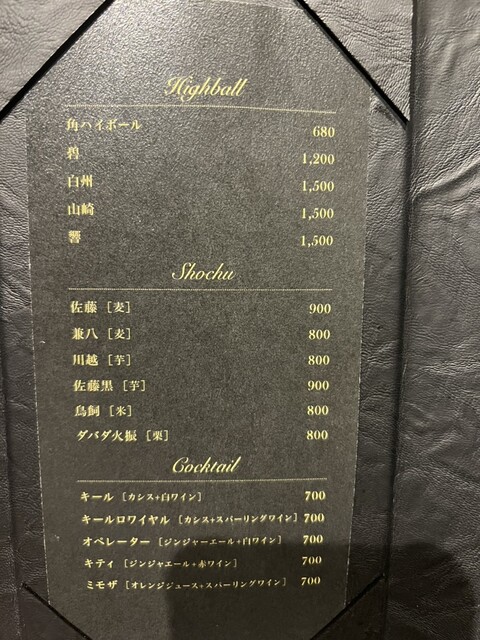 Highball
角ハイボール 680
碧 1,200
白州 1,500
山崎 1,500
響 1,500
Shochu
佐藤 [麦] 900
兼八 [麦] 800
川越 [芋] 800
佐藤黒 [芋] 900
鳥飼 [米] 800
ダバダ火振 [栗] 800
Cocktail
キール [カシス+白ワイン] 700
キールロワイヤル [カシス+スパーリングワイン] 700
オペレーター [ジンジャーエール+白ワイン] 700
キティ [ジンジャエール+赤ワイン] 700
ミモザ [オレンジジュース+スパーリングワイン] 700